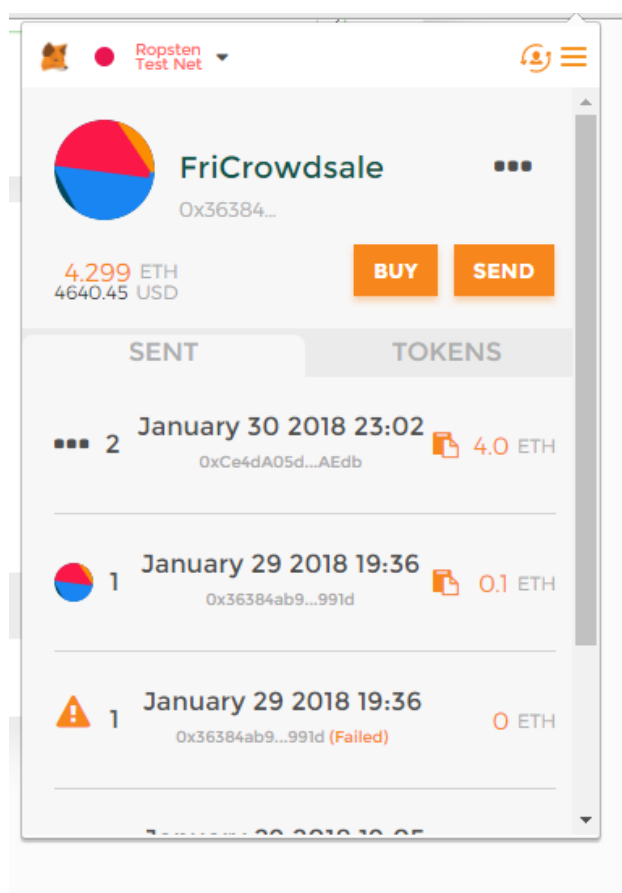 Ropsten
Test Net
FriCrowdsale
0x36384...
4.299 ETH
4640.45 USD
BUY
SEND
SENT
TOKENS
2
January 30 2018 23:02
0xCe4dA05d...AEdb
4.0 ETH
1
January 29 2018 19:36
0x36384ab9...991d
0.1 ETH
1
January 29 2018 19:36
0x36384ab9...991d (Failed)
0 ETH